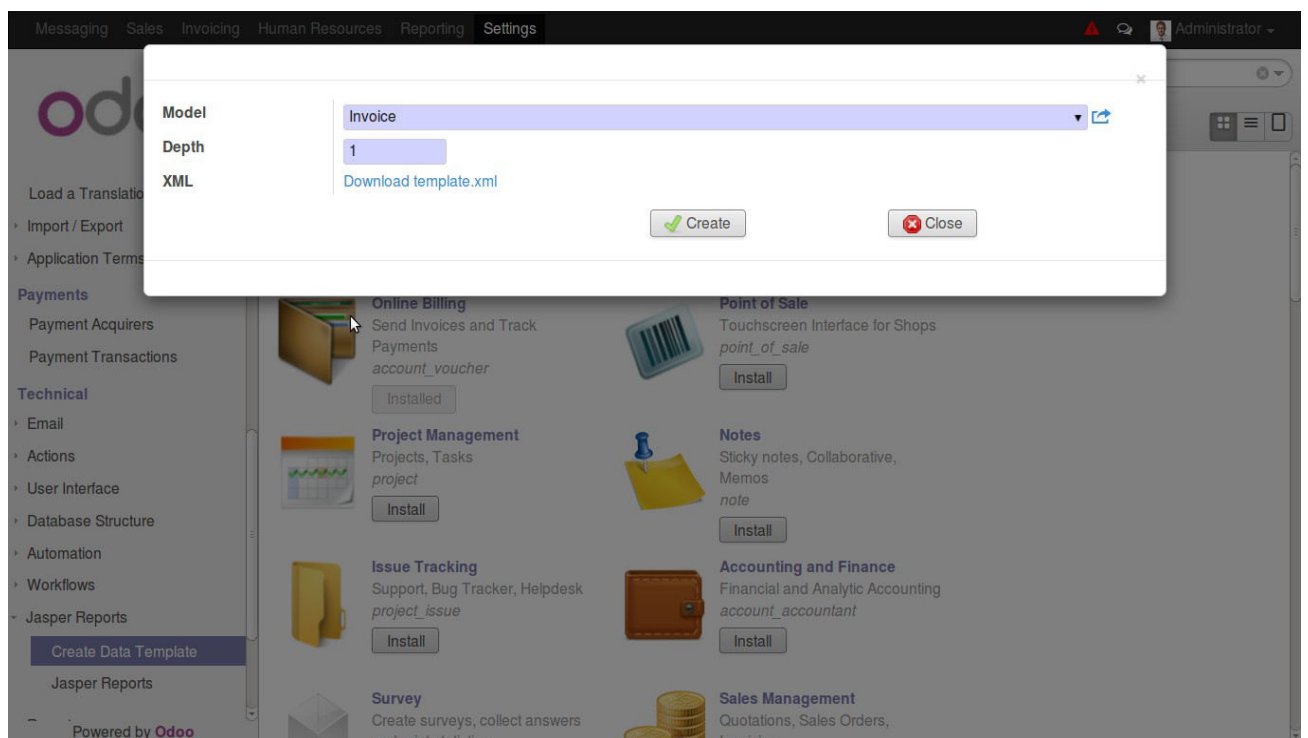 Messaging Sales Invoicing Human Resources Reporting Settings Administrator
odo
Model Invoice
Depth 1
XML Download template.xml
Create Close
Load a Translatio
Import / Export
Application Terms
Payments
Payment Acquirers
Payment Transactions
Technical
Email
Actions
User Interface
Database Structure
Automation
Workflows
Jasper Reports
Create Data Template
Jasper Reports
Powered by Odoo
Online Billing
Send Invoices and Track
Payments
account_voucher
Installed
Point of Sale
Touchscreen Interface for Shops
point_of_sale
Install
Project Management
Projects, Tasks
project
Install
Notes
Sticky notes, Collaborative,
Memos
note
Install
Issue Tracking
Support, Bug Tracker, Helpdesk
project_issue
Install
Accounting and Finance
Financial and Analytic Accounting
account_accountant
Install
Survey
Create surveys, collect answers
Sales Management
Quotations, Sales Orders,